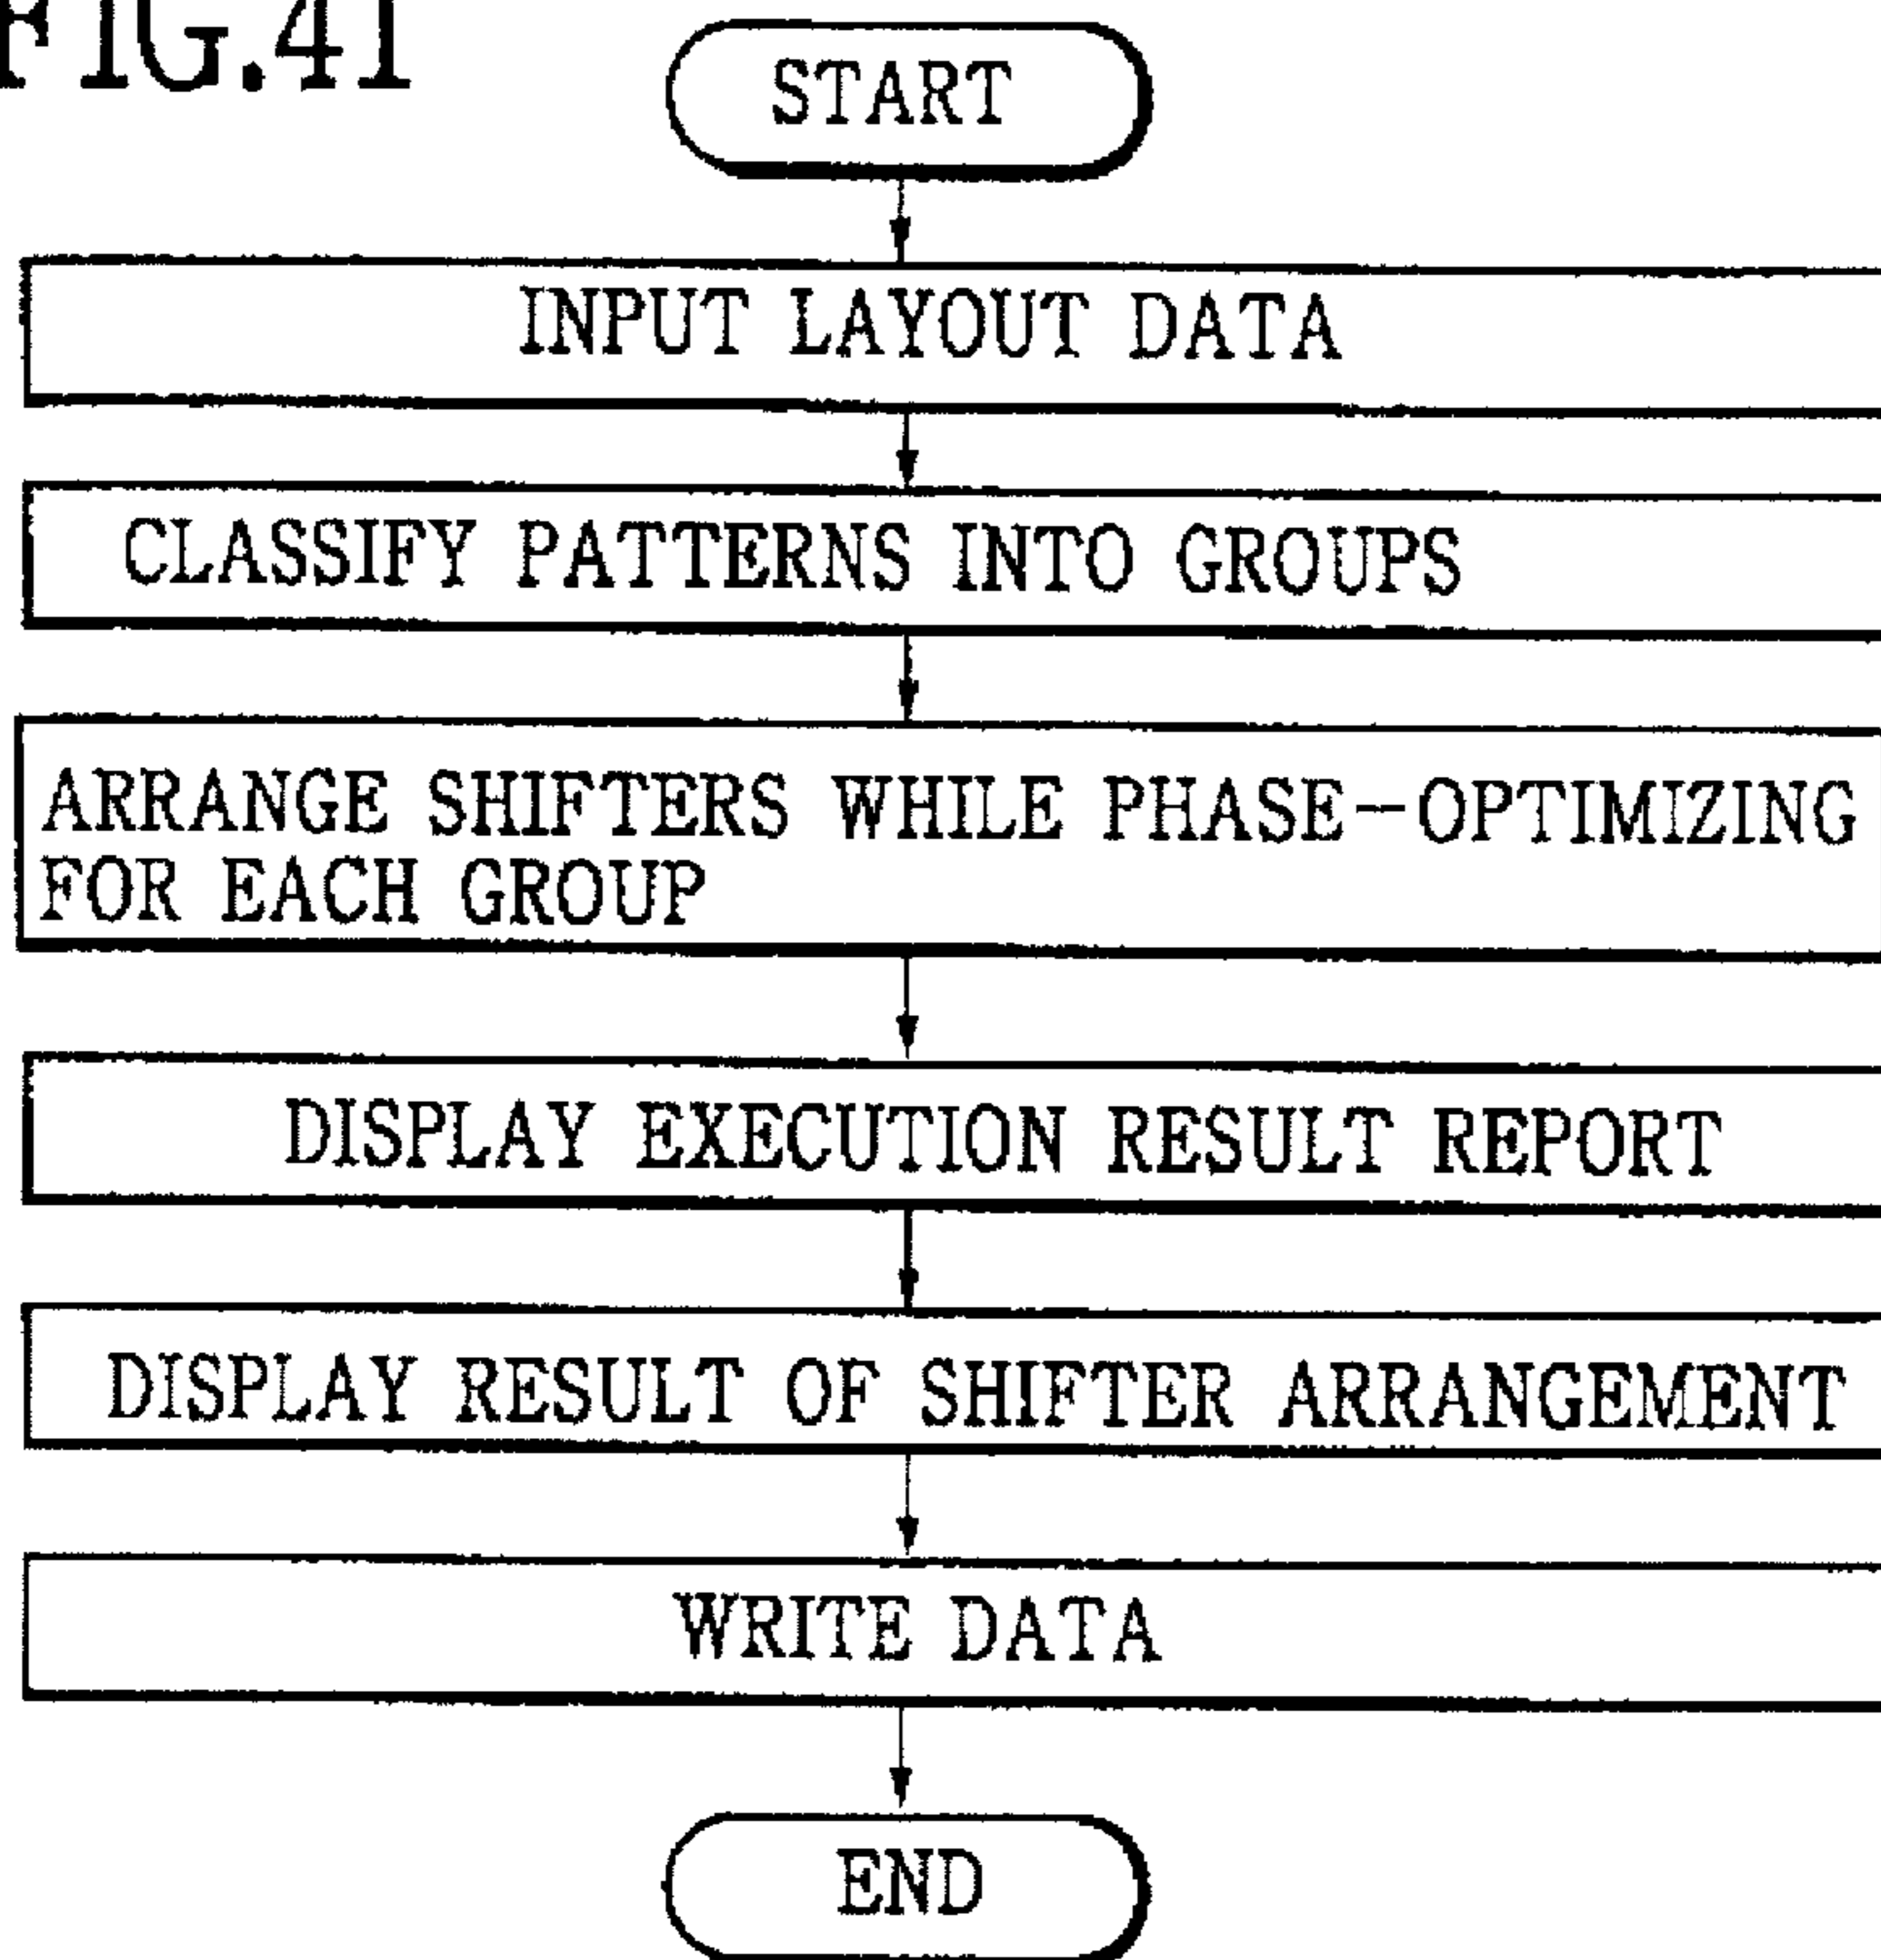 FIG.41
START
INPUT LAYOUT DATA
CLASSIFY PATTERNS INTO GROUPS
ARRANGE SHIFTERS WHILE PHASE-OPTIMIZING
FOR EACH GROUP
DISPLAY EXECUTION RESULT REPORT
DISPLAY RESULT OF SHIFTER ARRANGEMENT
WRITE DATA
END